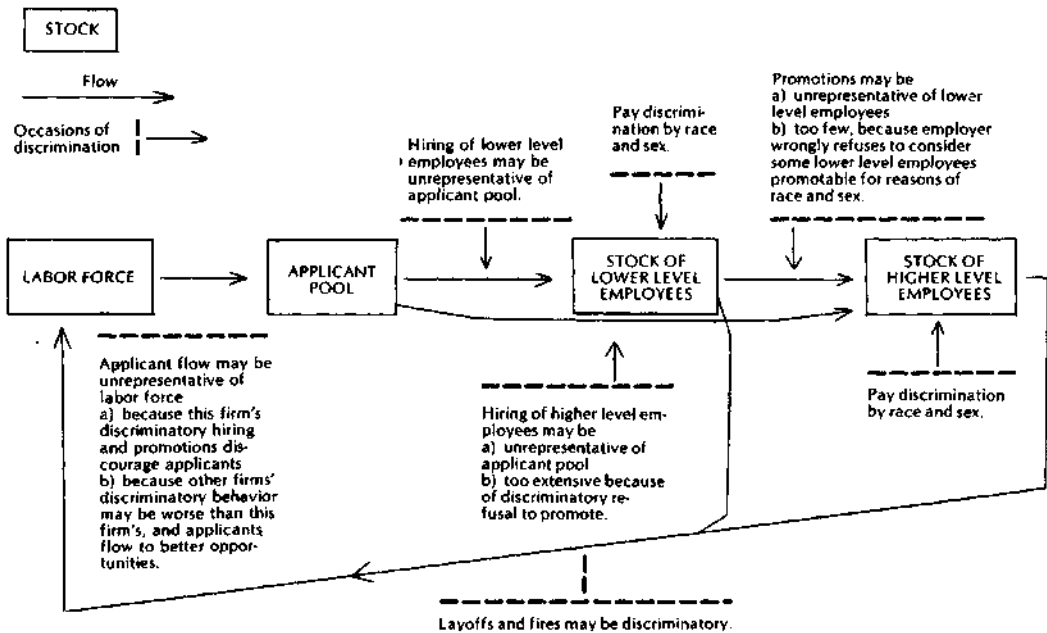 STOCK
Flow
Occasions of
discrimination
Hiring of lower level
employees may be
unrepresentative of
applicant pool.
Pay discrimi-
nation by race
and sex.
Promotions may be
a) unrepresentative of lower
level employees
b) too few, because employer
wrongly refuses to consider
some lower level employees
promotable for reasons of
race and sex.
LABOR FORCE
APPLICANT
POOL
STOCK OF
LOWER LEVEL
EMPLOYEES
STOCK OF
HIGHER LEVEL
EMPLOYEES
Applicant flow may be
unrepresentative of
labor force
a) because this firm's
discriminatory hiring
and promotions dis-
courage applicants
b) because other firms'
discriminatory behavior
may be worse than this
firm's, and applicants
flow to better oppor-
tunities.
Hiring of higher level em-
ployees may be
a) unrepresentative of
applicant pool
b) too extensive because
of discriminatory re-
fusal to promote.
Pay discrimination
by race and sex.
Layoffs and fires may be discriminatory.